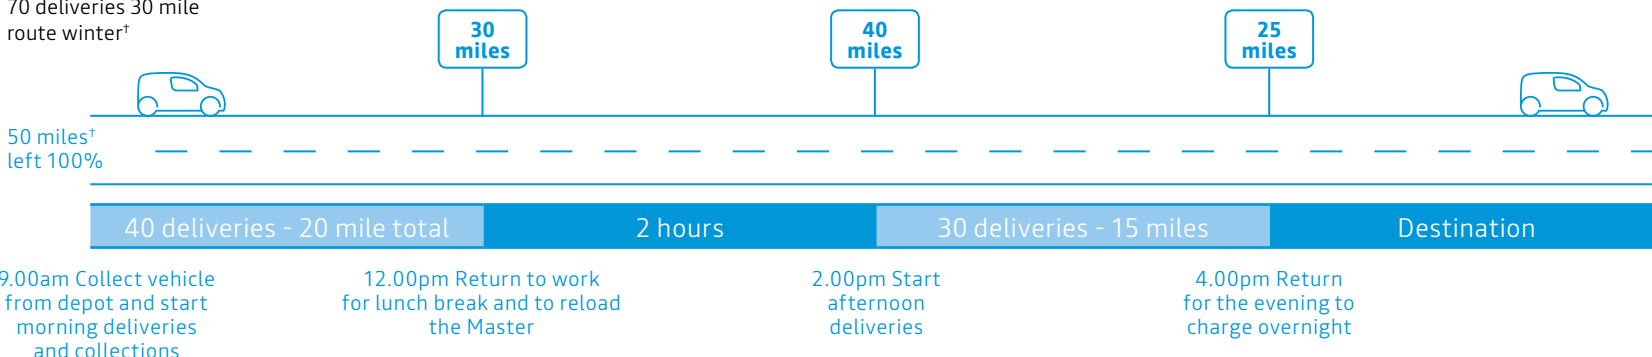 70 deliveries 30 mile
route winter†
30
miles
40
miles
25
miles
50 miles†
left 100%
40 deliveries - 20 mile total
2 hours
30 deliveries - 15 miles
Destination
9.00am Collect vehicle
from depot and start
morning deliveries
and collections
12.00pm Return to work
for lunch break and to reload
the Master
2.00pm Start
afternoon
deliveries
4.00pm Return
for the evening to
charge overnight